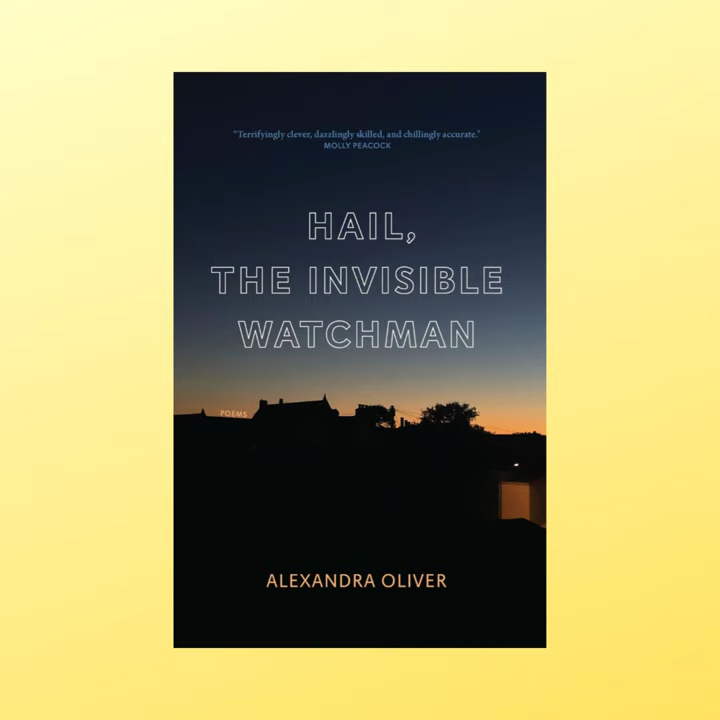 “Terrifyingly clever, dazzlingly skilled, and chillingly accurate.”
MOLLY PEACOCK
HAIL,
THE INVISIBLE
WATCHMAN
POEMS
ALEXANDRA OLIVER